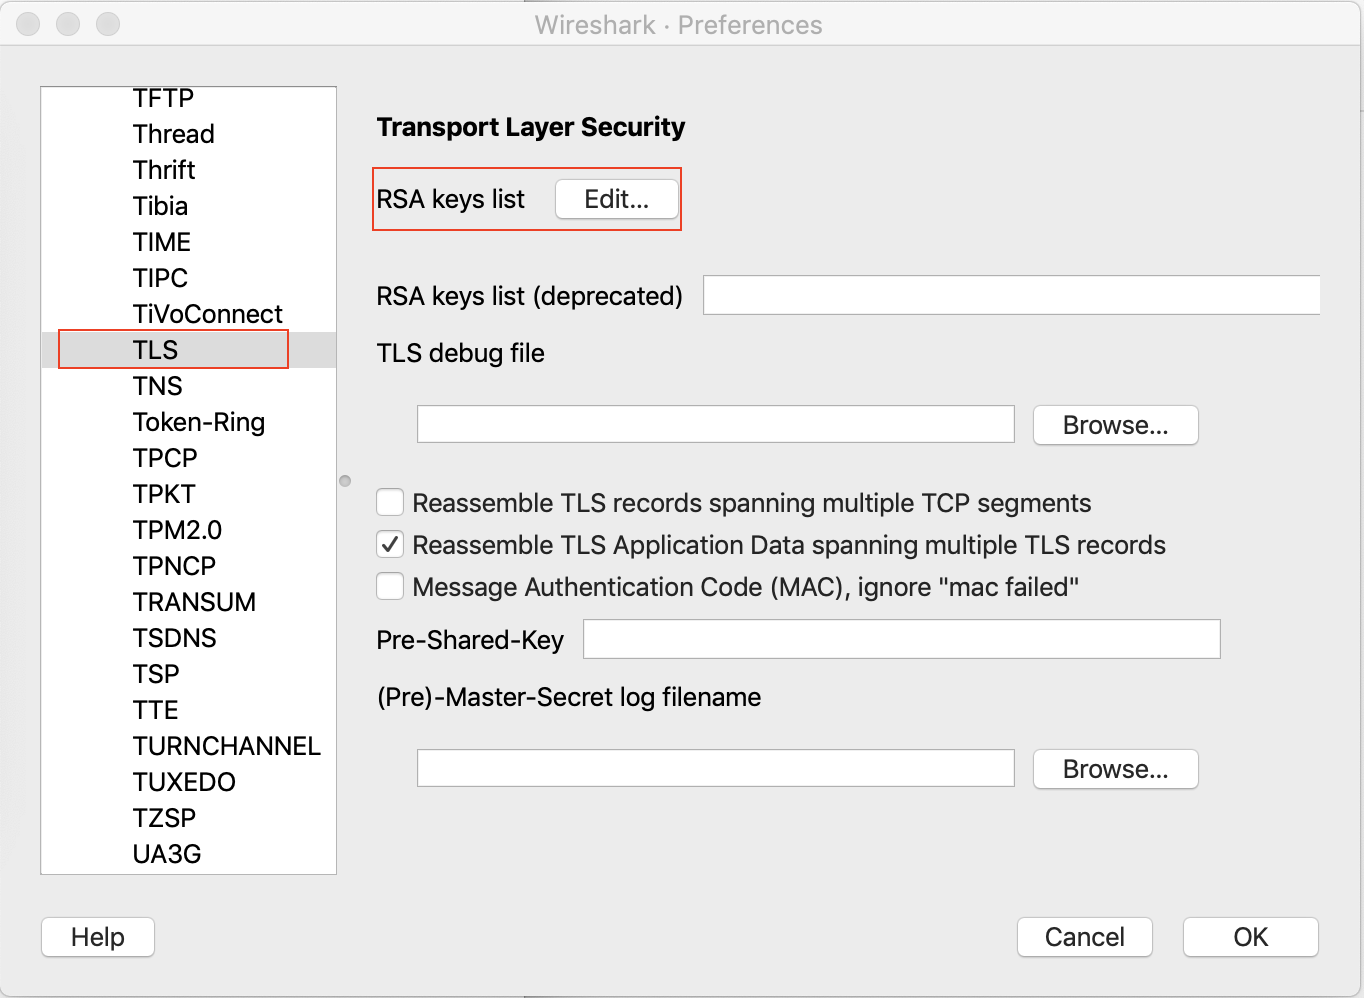 Wireshark · Preferences
TFTP
Thread
Thrift
Tibia
TIME
TIPC
TiVoConnect
TLS
TNS
Token-Ring
TPCP
TPKT
TPM2.0
TPNCP
TRANSUM
TSDNS
TSP
TTE
TURNCHANNEL
TUXEDO
TZSP
UA3G
Transport Layer Security
RSA keys list Edit...
RSA keys list (deprecated)
TLS debug file
Browse...
Reassemble TLS records spanning multiple TCP segments
Reassemble TLS Application Data spanning multiple TLS records
Message Authentication Code (MAC), ignore "mac failed"
Pre-Shared-Key
(Pre)-Master-Secret log filename
Browse...
Help Cancel OK